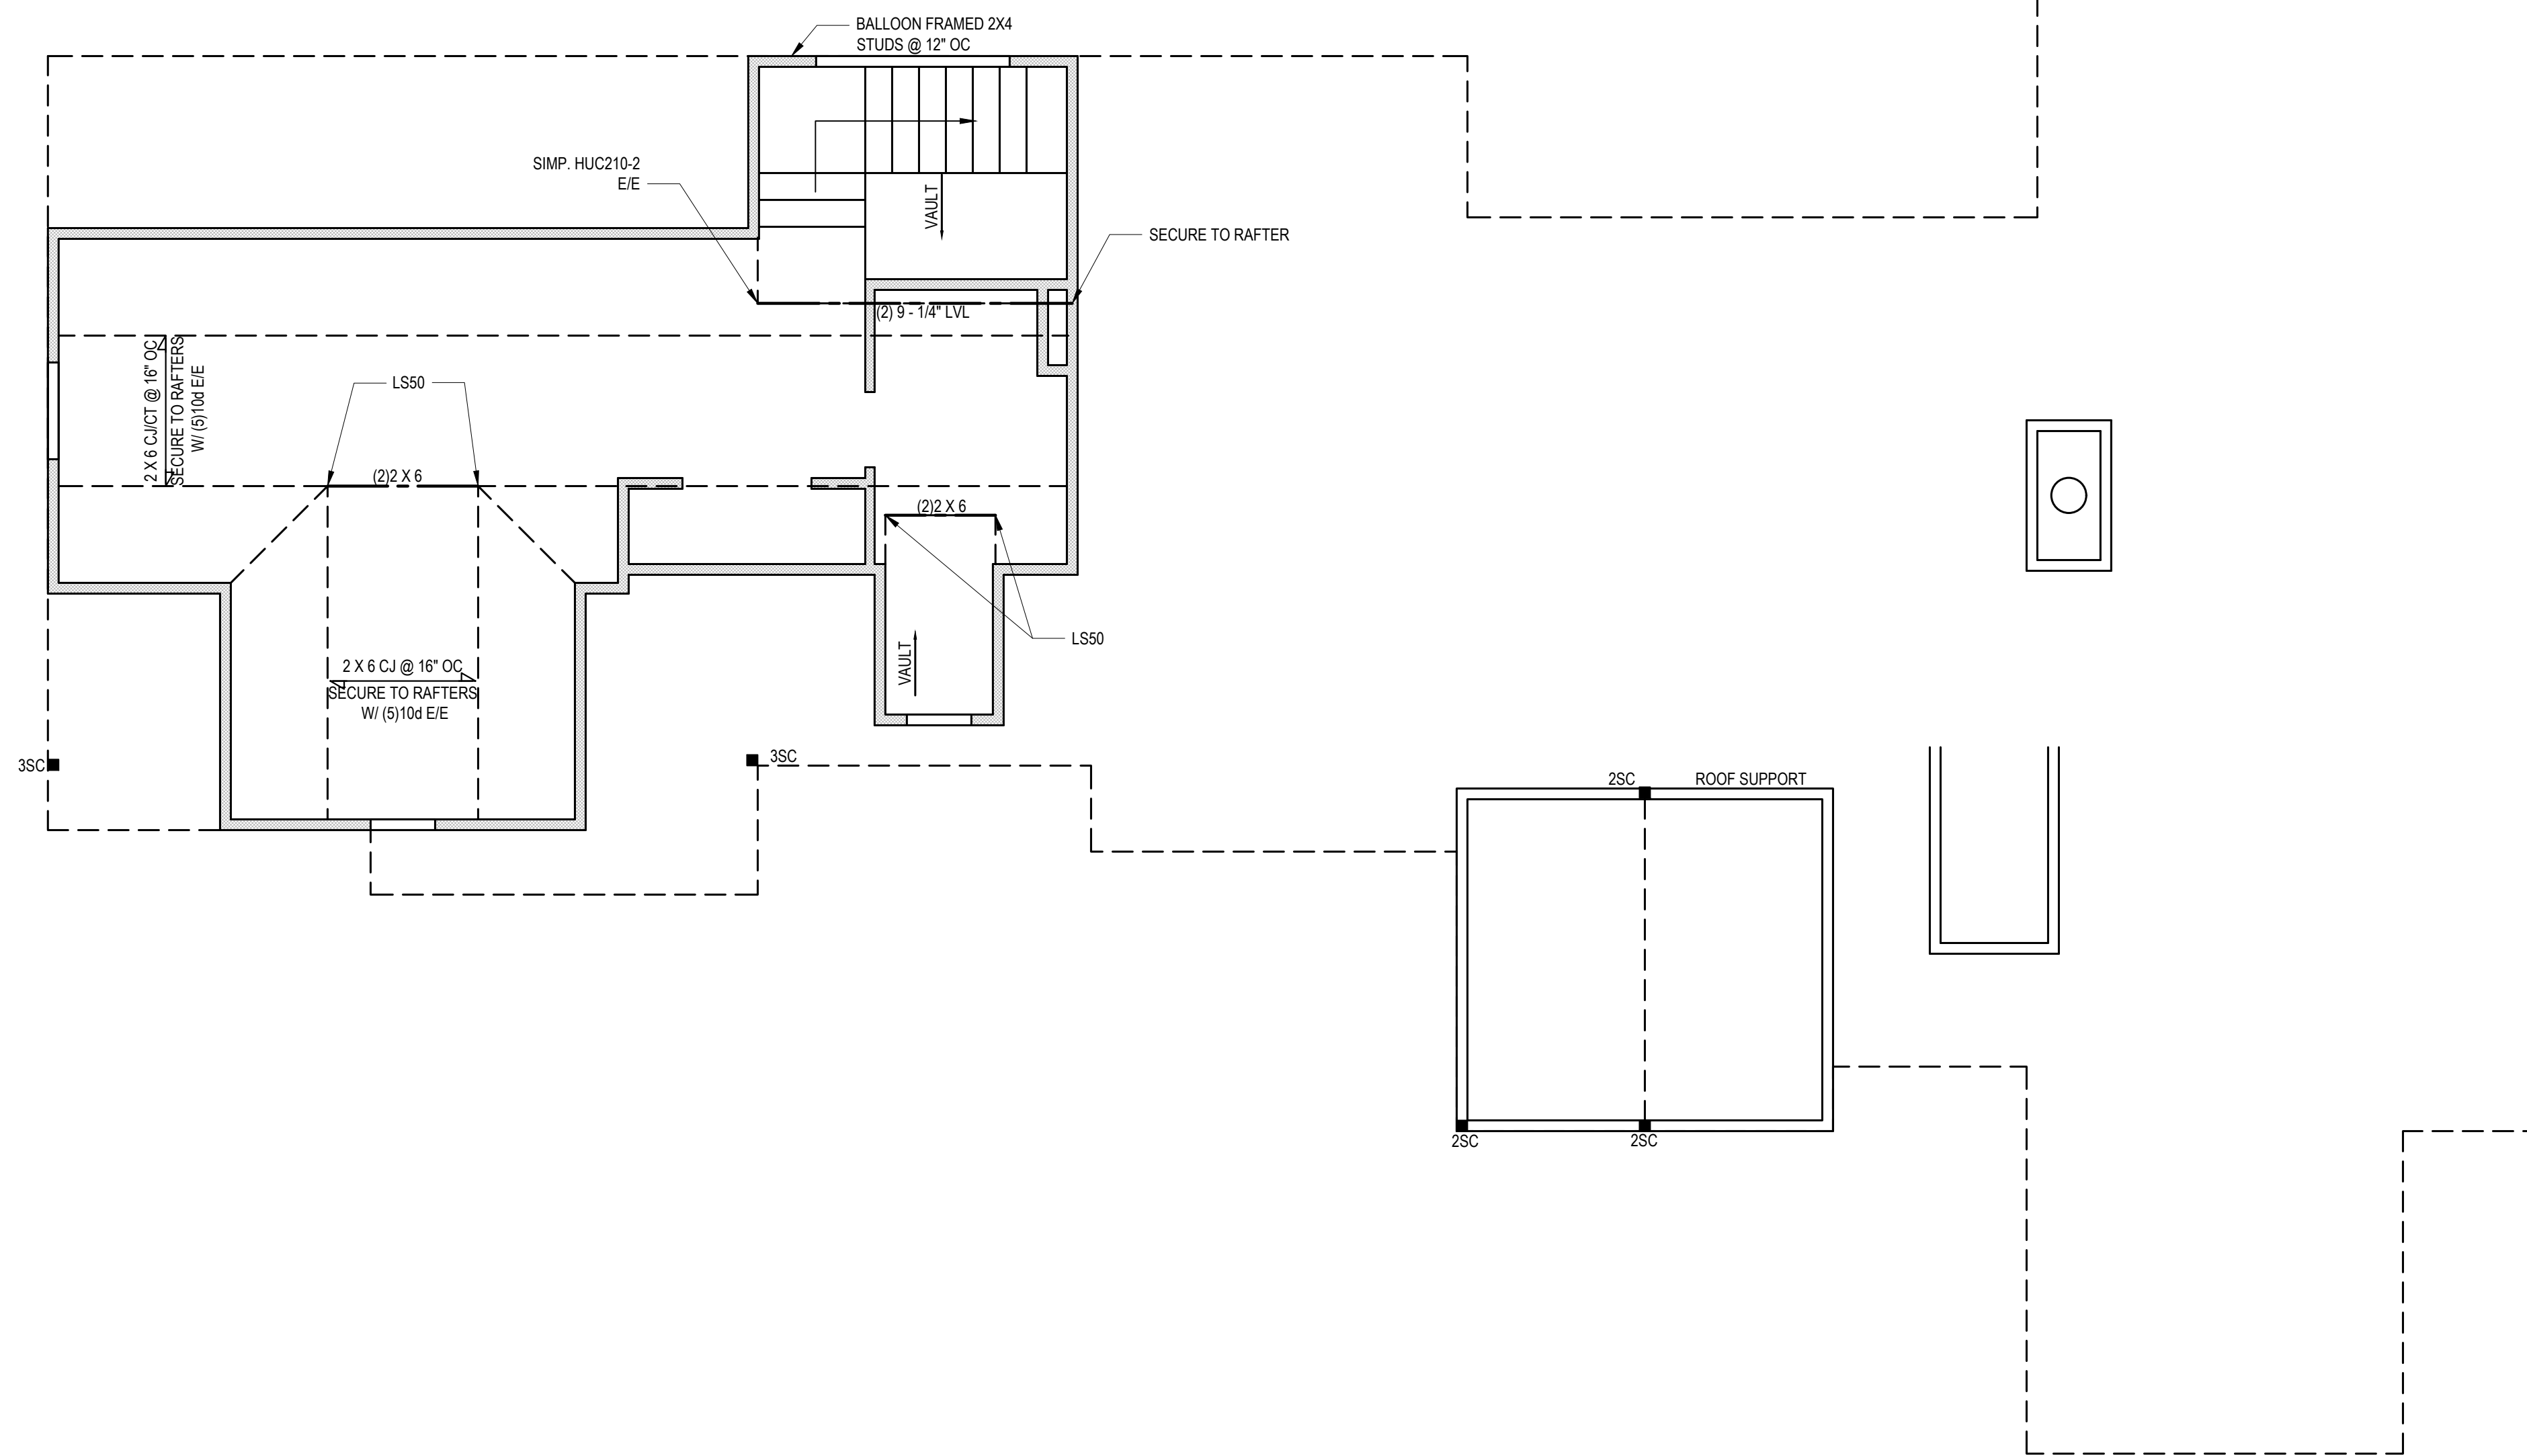 BALLOON FRAMED 2X4
STUDS @ 12" OC
SIMP. HUC210-2
E/E
VAULT
SECURE TO RAFTER
(2) 9 - 1/4" LVL
2 X 6 CJ/CT @ 16" OC
SECURE TO RAFTERS
W/ (5)10d E/E
LS50
(2)2 X 6
(2)2 X 6
LS50
VAULT
2 X 6 CJ @ 16" OC
SECURE TO RAFTERS
W/ (5)10d E/E
3SC
3SC
2SC
ROOF SUPPORT
2SC
2SC